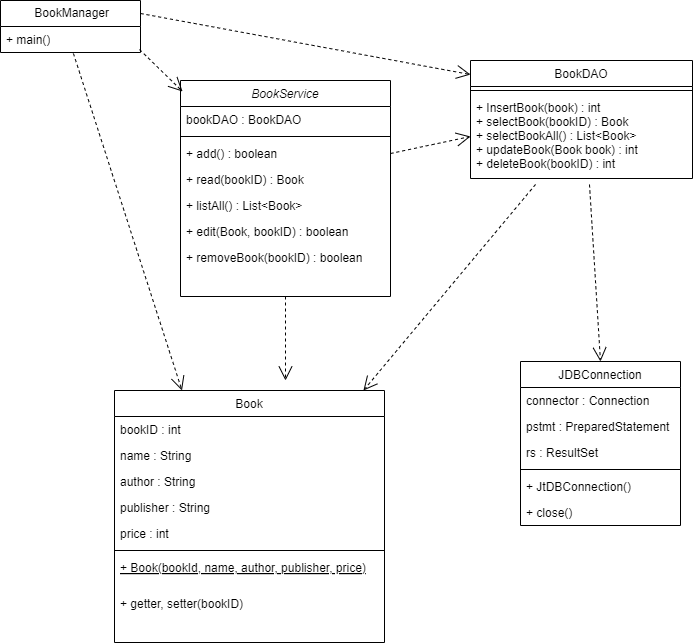 BookManager
+ main()
BookService
bookDAO : BookDAO
+ add() : boolean
+ read(bookID) : Book
+ listAll() : List<Book>
+ edit(Book, bookID) : boolean
+ removeBook(bookID) : boolean
BookDAO
+ InsertBook(book) : int
+ selectBook(bookID) : Book
+ selectBookAll() : List<Book>
+ updateBook(Book book) : int
+ deleteBook(bookID) : int
Book
bookID : int
name : String
author : String
publisher : String
price : int
+ Book(bookId, name, author, publisher, price)
+ getter, setter(bookID)
JDBConnection
connector : Connection
pstmt : PreparedStatement
rs : ResultSet
+ JtDBConnection()
+ close()